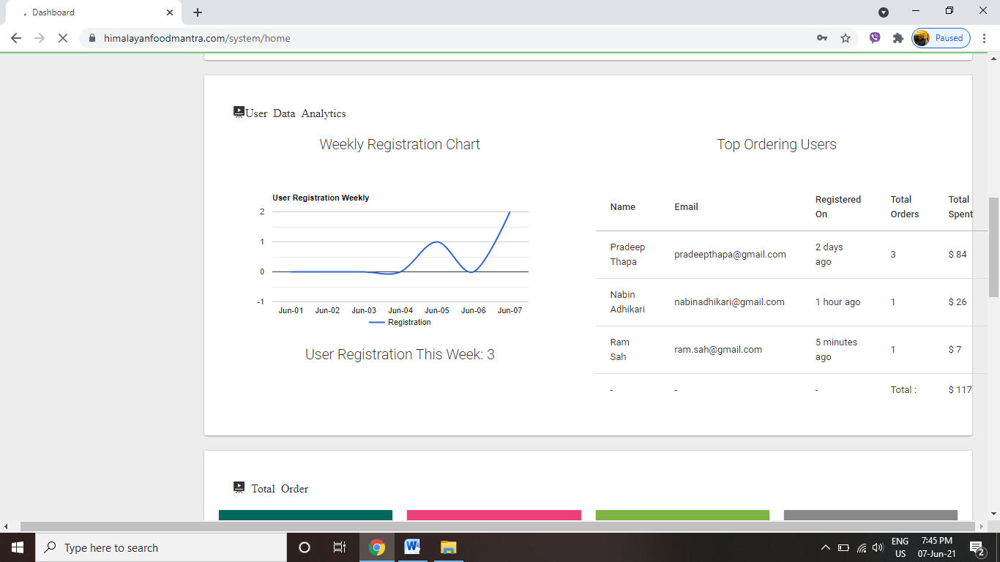 Dashboard
himalayanfoodmantra.com/system/home
Paused
User Data Analytics
Weekly Registration Chart
User Registration Weekly
2
1
0
-1
Jun-01 Jun-02 Jun-03 Jun-04 Jun-05 Jun-06 Jun-07
Registration
User Registration This Week: 3
Top Ordering Users
Name Email Registered On Total Orders Total Spent
Pradeep Thapa pradeepthapa@gmail.com 2 days ago 3 $ 84
Nabin Adhikari nabinadhikari@gmail.com 1 hour ago 1 $ 26
Ram Sah ram.sah@gmail.com 5 minutes ago 1 $ 7
- - - Total : $ 117
Total Order
Type here to search
ENG
US
7:45 PM
07-Jun-21
2